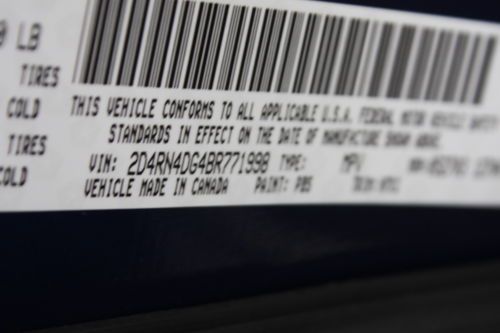 0 LB
TIRES
COLD
TIRES
COLD
THIS VEHICLE CONFORMS TO ALL APPLICABLE U.S.A. FEDERAL MOTOR VEHICLE SAFETY
STANDARDS IN EFFECT ON THE DATE OF MANUFACTURE SHOWN ABOVE.
VIN: 2D4RN4DG4BR771998 TYPE: MPV
VEHICLE MADE IN CANADA PAINT: PBS